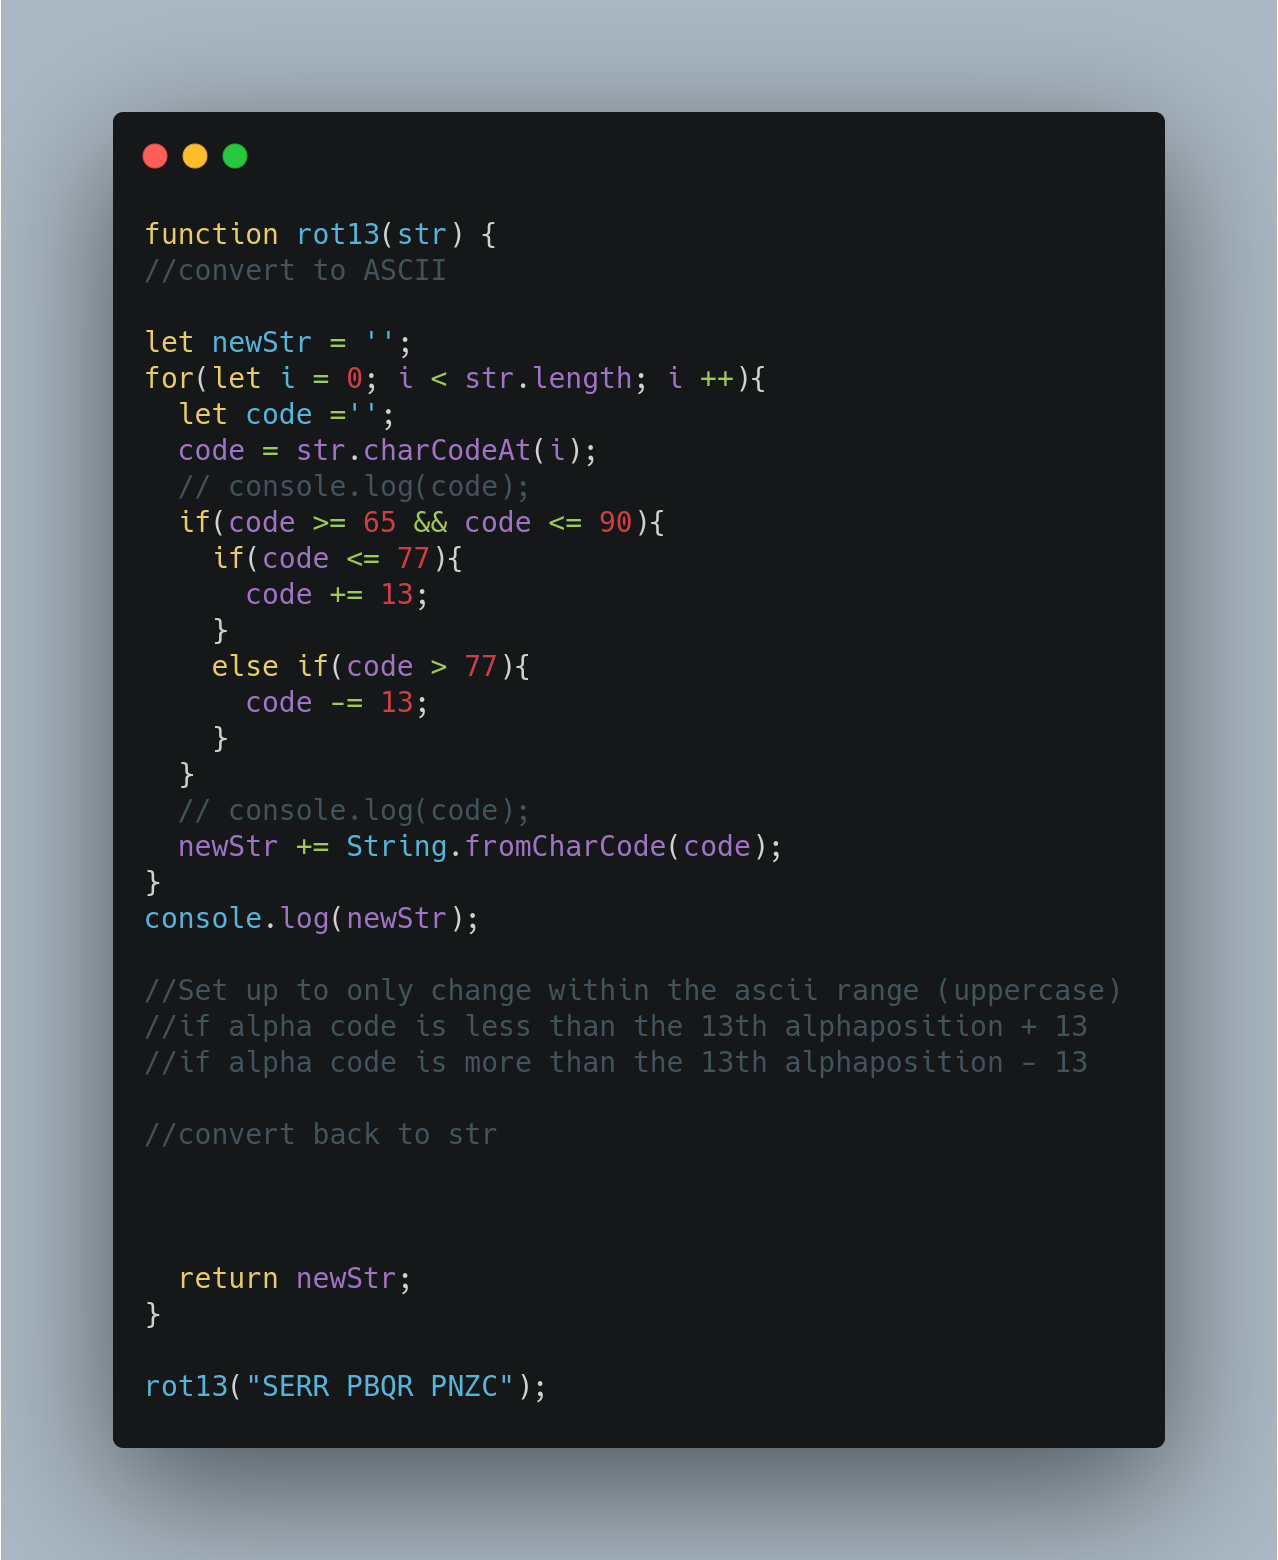 function rot13(str) {
//convert to ASCII

let newStr = '';
for(let i = 0; i < str.length; i ++){
  let code ='';
  code = str.charCodeAt(i);
  // console.log(code);
  if(code >= 65 && code <= 90){
    if(code <= 77){
      code += 13;
    }
    else if(code > 77){
      code -= 13;
    }
  }
  // console.log(code);
  newStr += String.fromCharCode(code);
}
console.log(newStr);

//Set up to only change within the ascii range (uppercase)
//if alpha code is less than the 13th alphaposition + 13
//if alpha code is more than the 13th alphaposition - 13

//convert back to str



  return newStr;
}

rot13("SERR PBQR PNZC");